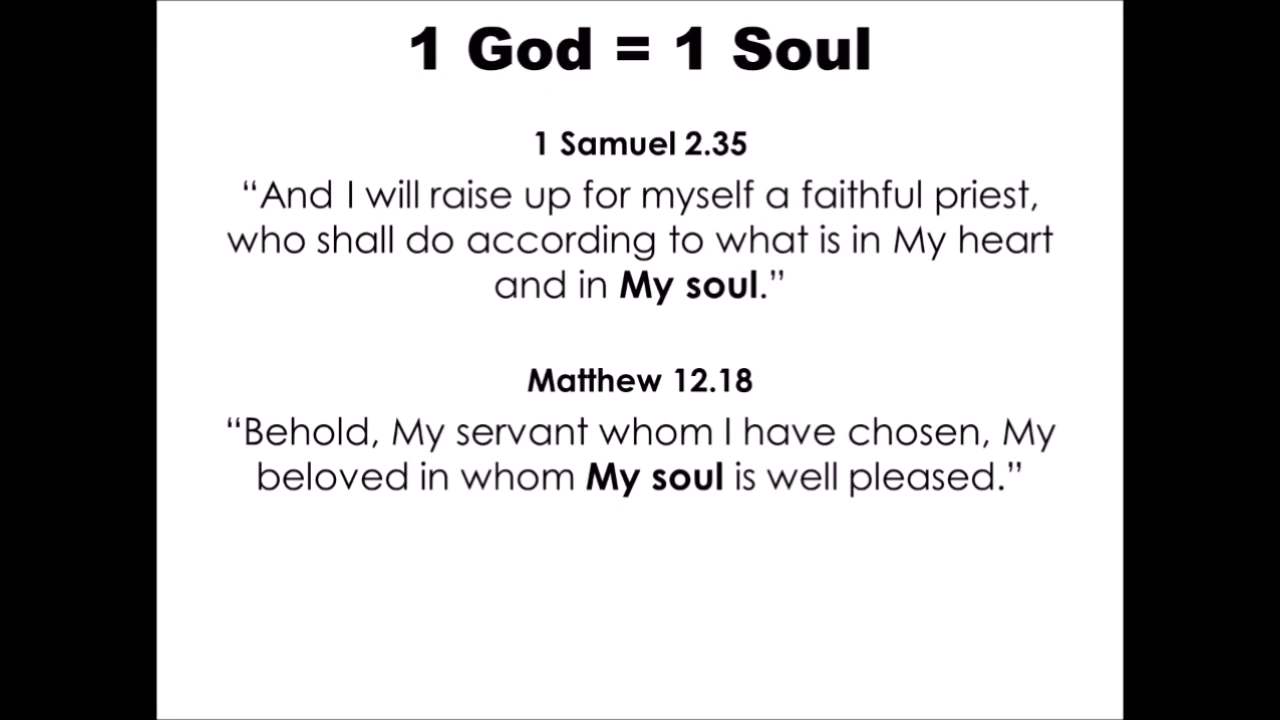 1 God = 1 Soul
1 Samuel 2.35
“And I will raise up for myself a faithful priest,
who shall do according to what is in My heart
and in My soul.”
Matthew 12.18
“Behold, My servant whom I have chosen, My
beloved in whom My soul is well pleased.”